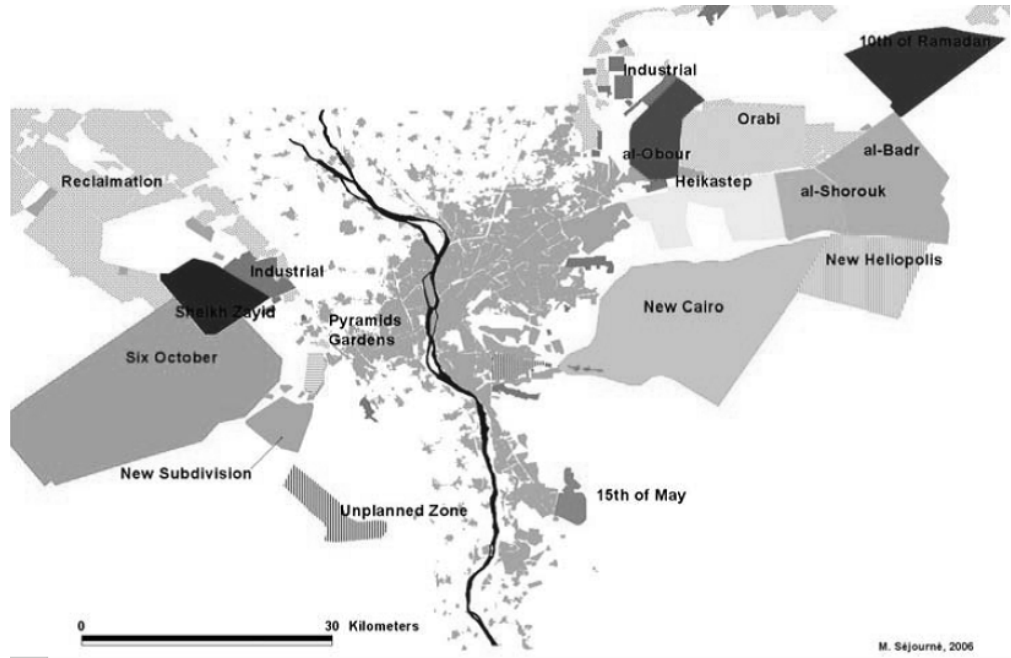 10th of Ramadan
Industrial
Orabi
al-Obour
al-Badr
Reclaimation
Heikastep
al-Shorouk
Industrial
New Heliopolis
Sheikh Zayid
New Cairo
Pyramids
Gardens
Six October
New Subdivision
15th of May
Unplanned Zone
0 30 Kilometers
M. Séjourné, 2006